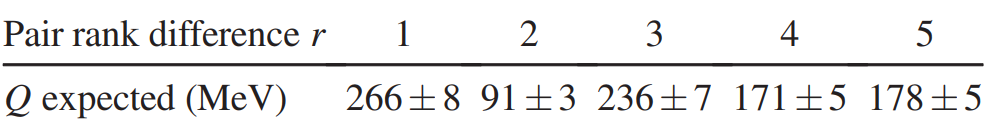 Pair rank difference r 1 2 3 4 5
Q expected (MeV) 266±8 91±3 236±7 171±5 178±5